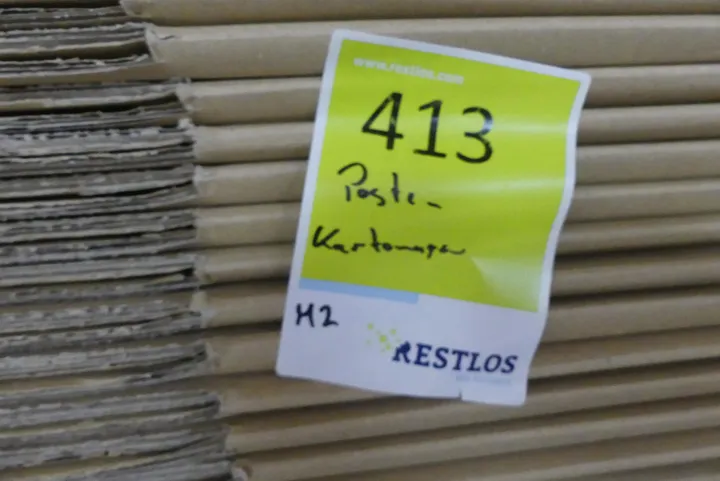 www.restlos.com
413
Posten
Kartonagen
H2
RESTLOS